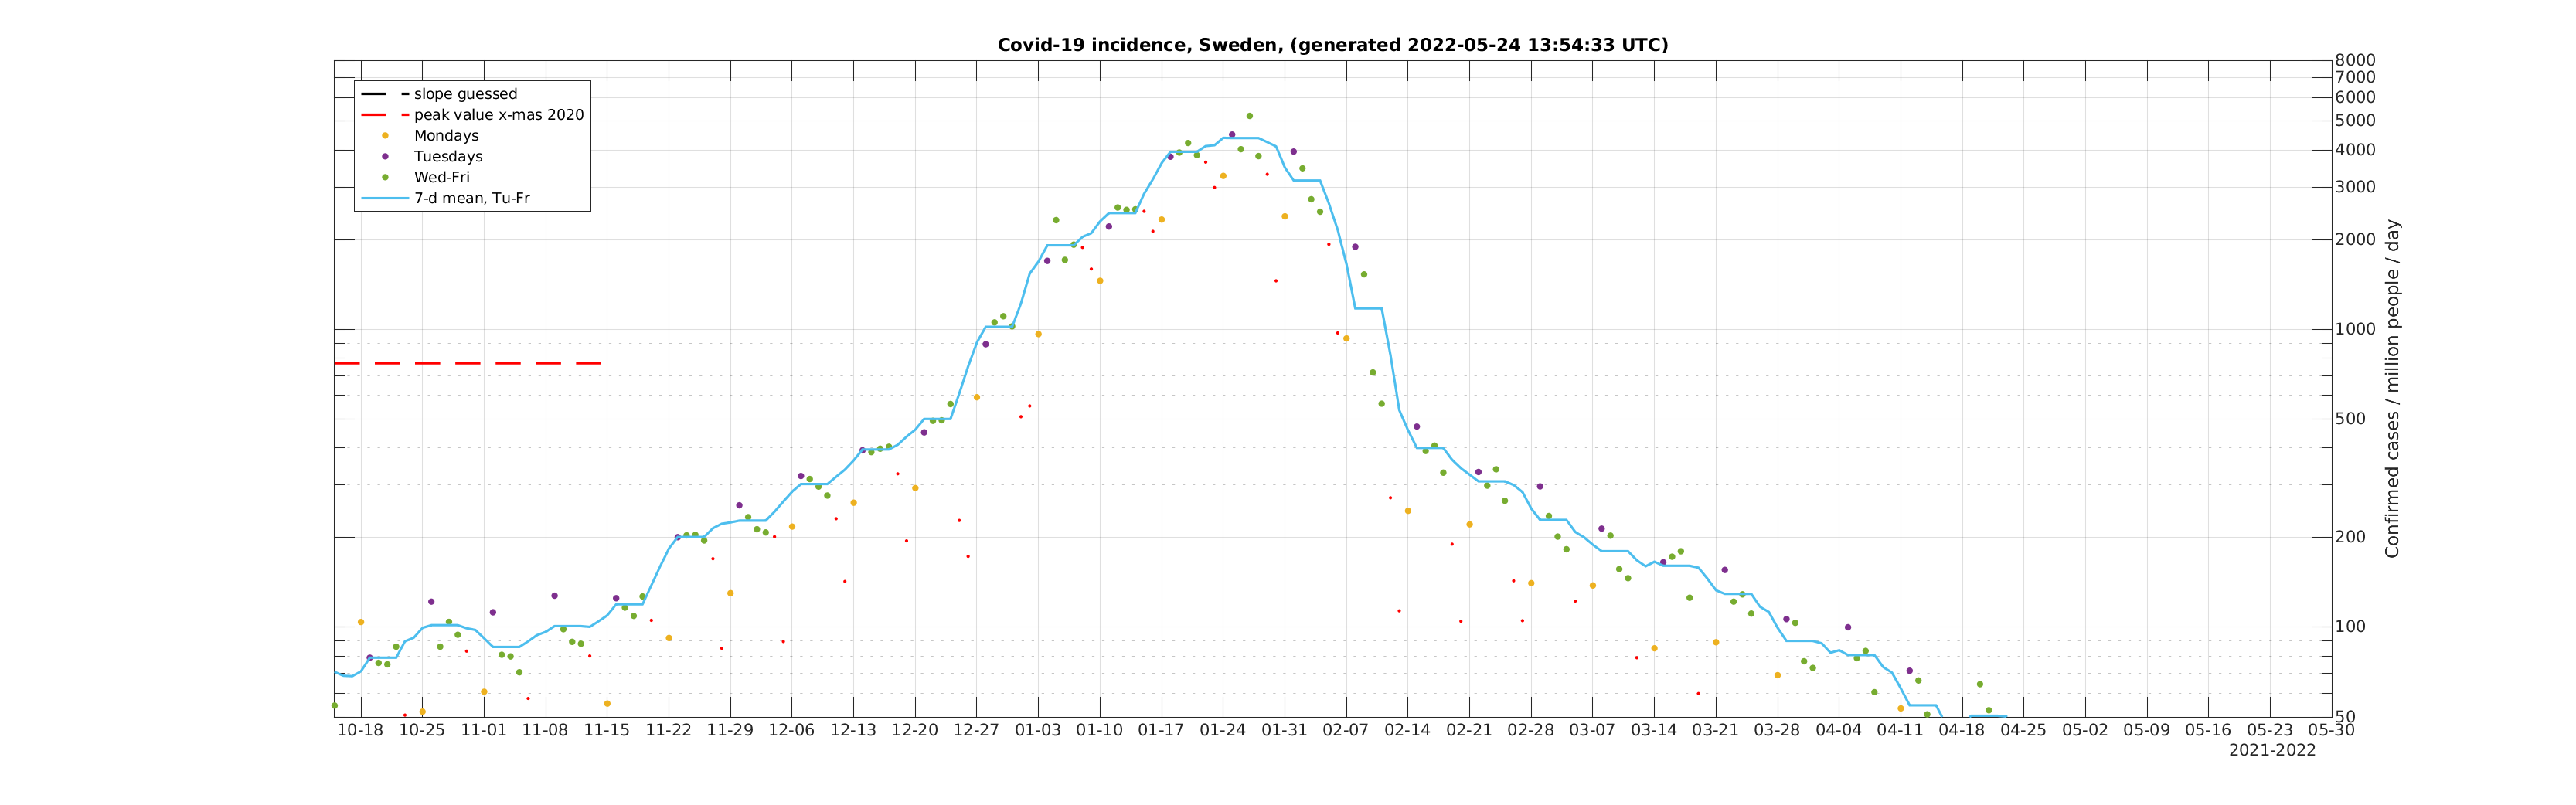 Covid-19 incidence, Sweden, (generated 2022-05-24 13:54:33 UTC)
slope guessed
peak value x-mas 2020
Mondays
Tuesdays
Wed-Fri
7-d mean, Tu-Fr
8000
7000
6000
5000
4000
3000
2000
1000
500
200
100
50
Confirmed cases / million people / day
10-18 10-25 11-01 11-08 11-15 11-22 11-29 12-06 12-13 12-20 12-27 01-03 01-10 01-17 01-24 01-31 02-07 02-14 02-21 02-28 03-07 03-14 03-21 03-28 04-04 04-11 04-18 04-25 05-02 05-09 05-16 05-23 05-30
2021-2022